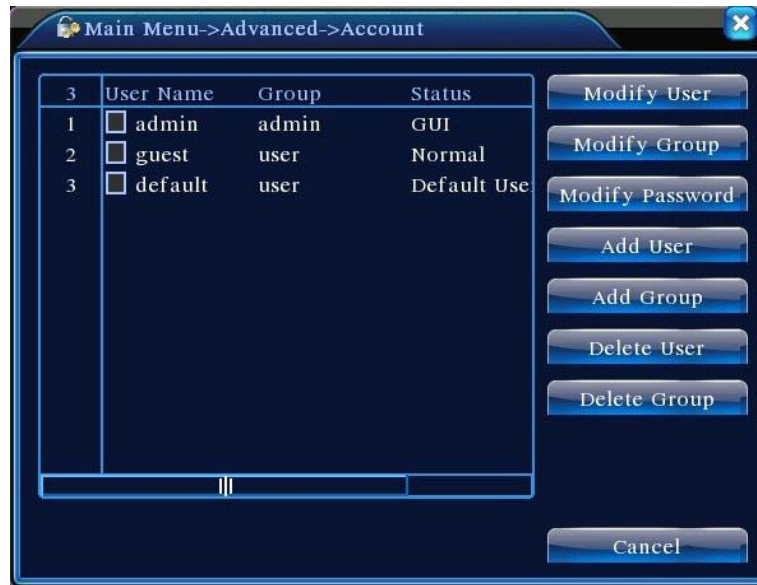 Main Menu->Advanced->Account
3 User Name Group Status
1 admin admin GUI
2 guest user Normal
3 default user Default Use
Modify User
Modify Group
Modify Password
Add User
Add Group
Delete User
Delete Group
Cancel